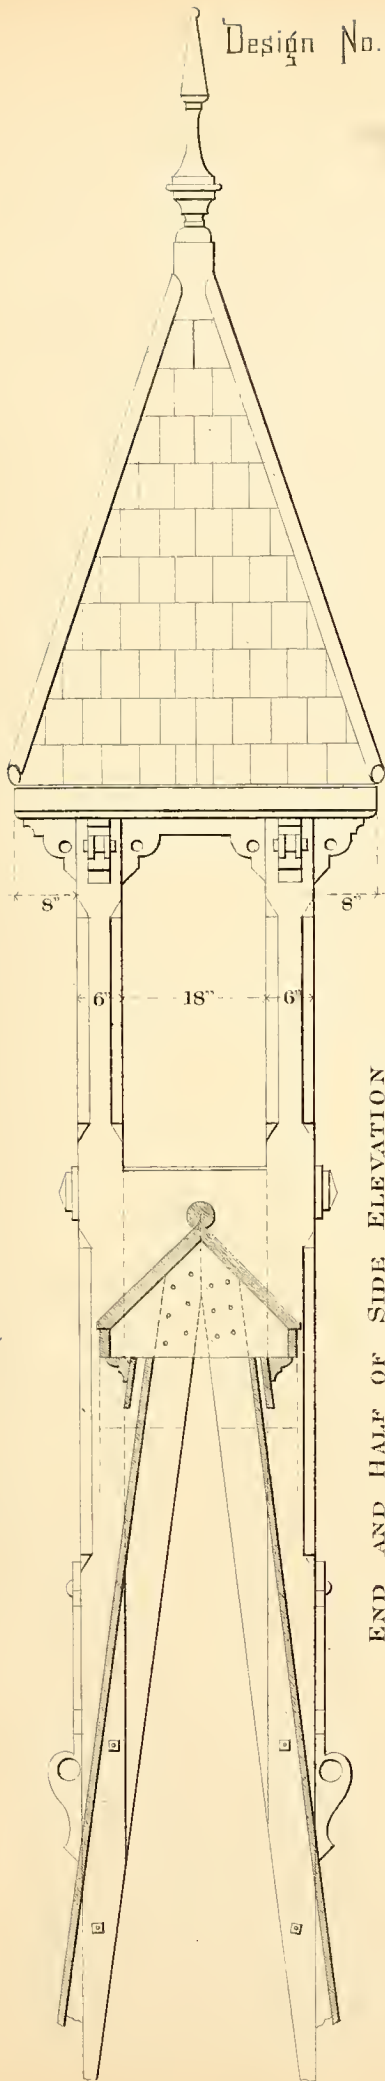 Design No.
8"
8"
6"
18"
6"
END AND HALF OF SIDE ELEVATION